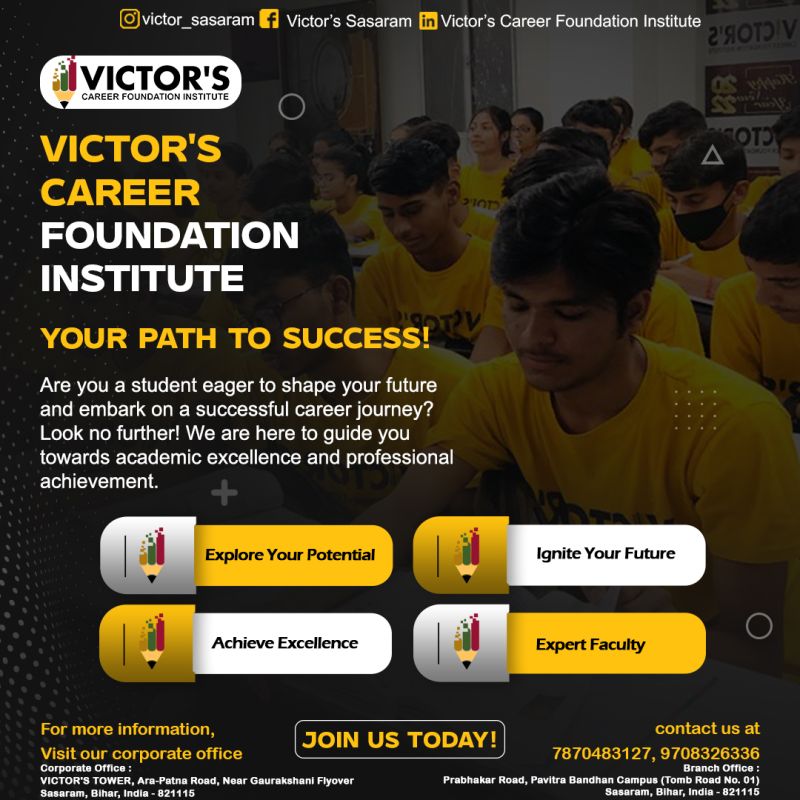 victor_sasaram Victor's Sasaram Victor's Career Foundation Institute
VICTOR'S
CAREER FOUNDATION INSTITUTE
VICTOR'S
CAREER
FOUNDATION
INSTITUTE
YOUR PATH TO SUCCESS!
Are you a student eager to shape your future
and embark on a successful career journey?
Look no further! We are here to guide you
towards academic excellence and professional
achievement.
Explore Your Potential
Ignite Your Future
Achieve Excellence
Expert Faculty
For more information,
Visit our corporate office
Corporate Office :
VICTOR'S TOWER, Ara-Patna Road, Near Gaurakshani Flyover
Sasaram, Bihar, India - 821115
JOIN US TODAY!
contact us at
7870483127, 9708326336
Branch Office :
Prabhakar Road, Pavitra Bandhan Campus (Tomb Road No. 01)
Sasaram, Bihar, India - 821115